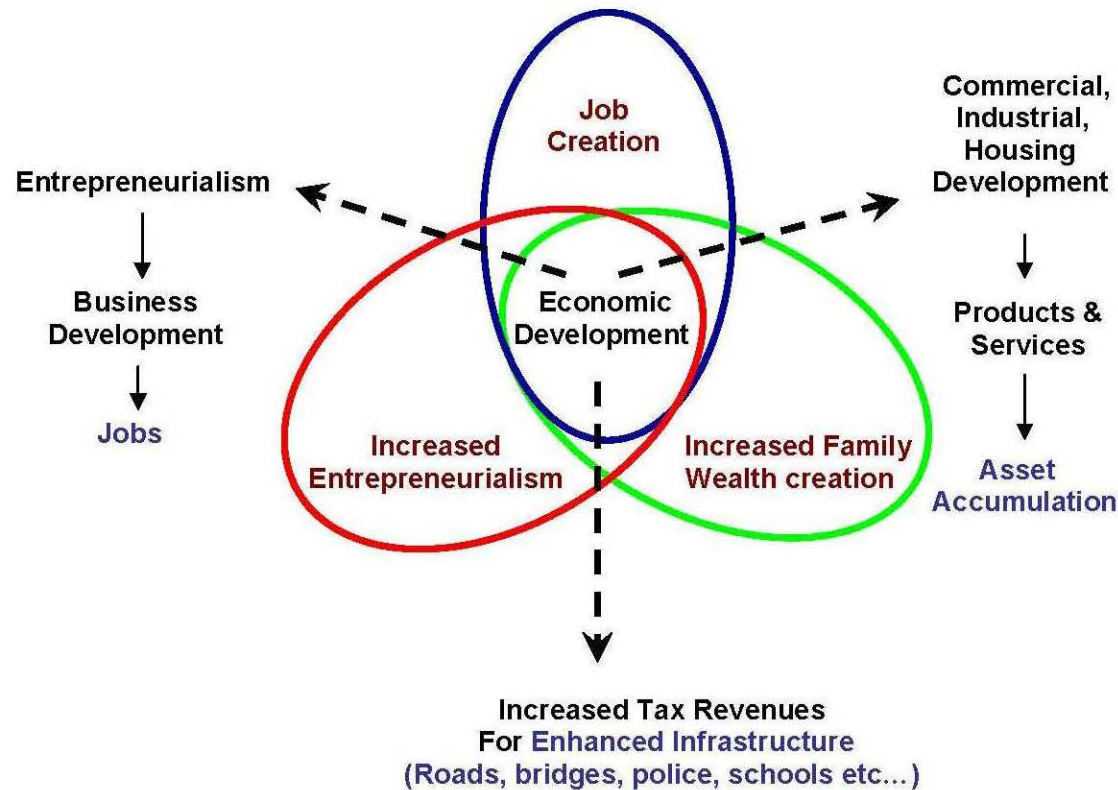 Job
Creation
Commercial,
Industrial,
Housing
Development
Entrepreneurialism
Business
Development
Jobs
Economic
Development
Products &
Services
Increased
Entrepreneurialism
Increased Family
Wealth creation
Asset
Accumulation
Increased Tax Revenues
For Enhanced Infrastructure
(Roads, bridges, police, schools etc...)